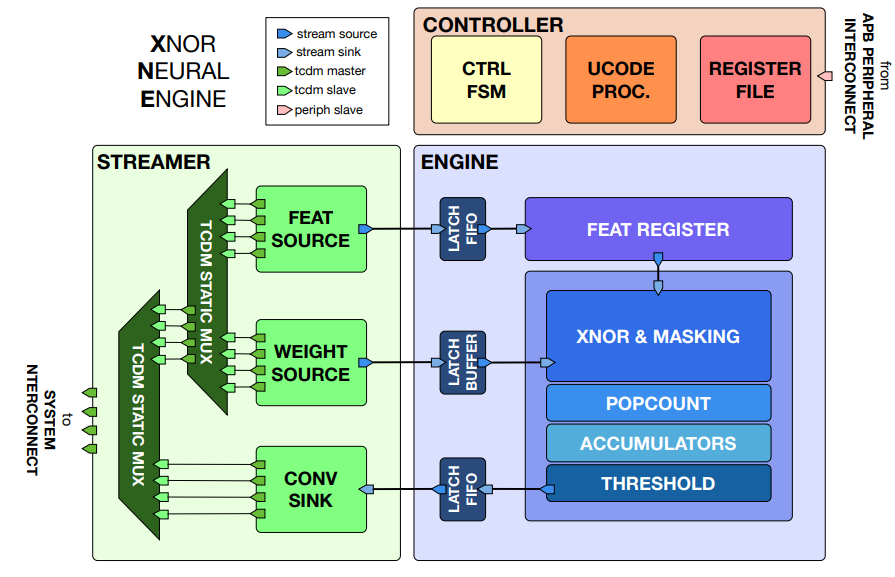 XNOR
NEURAL
ENGINE
stream source
stream sink
tcdm master
tcdm slave
periph slave
CONTROLLER
CTRL
FSM
UCODE
PROC.
REGISTER
FILE
from
APB PERIPHERAL
INTERCONNECT
STREAMER
TCDM STATIC MUX
FEAT
SOURCE
TCDM STATIC MUX
WEIGHT
SOURCE
CONV
SINK
SYSTEM
to
NTERCONNECT
ENGINE
LATCH
FIFO
FEAT REGISTER
LATCH
BUFFER
XNOR & MASKING
POPCOUNT
ACCUMULATORS
LATCH
FIFO
THRESHOLD